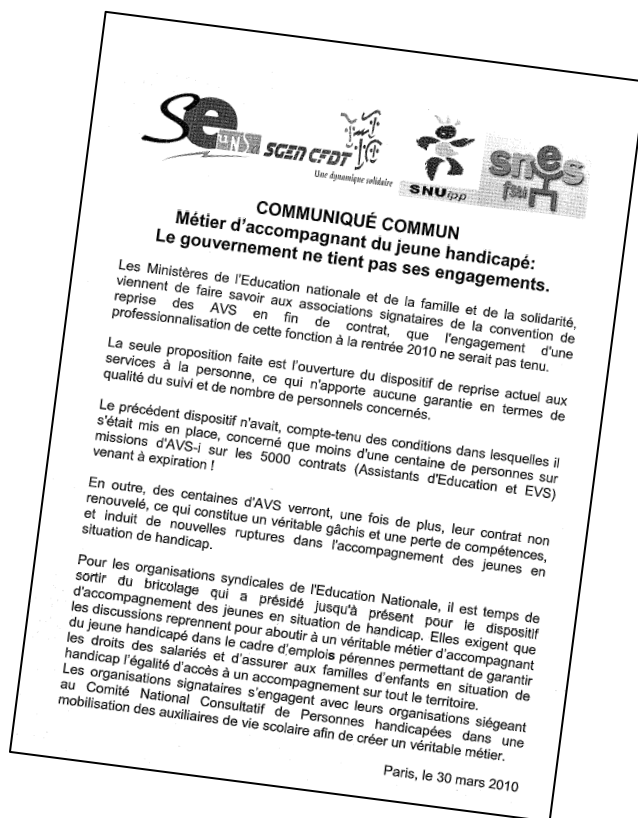 Se
UNSA
SGEN CFDT
Une dynamique solidaire
SNUipp
snes
fsu
COMMUNIQUÉ COMMUN
Métier d'accompagnant du jeune handicapé:
Le gouvernement ne tient pas ses engagements.
Les Ministères de l'Education nationale et de la famille et de la solidarité,
viennent de faire savoir aux associations signataires de la convention de
reprise des AVS en fin de contrat, que l'engagement d'une
professionnalisation de cette fonction à la rentrée 2010 ne serait pas tenu.
La seule proposition faite est l'ouverture du dispositif de reprise actuel aux
services à la personne, ce qui n'apporte aucune garantie en termes de
qualité du suivi et de nombre de personnels concernés.
Le précédent dispositif n'avait, compte-tenu des conditions dans lesquelles il
s'était mis en place, concerné que moins d'une centaine de personnes sur
missions d'AVS-i sur les 5000 contrats (Assistants d'Education et EVS)
venant à expiration !
En outre, des centaines d'AVS verront, une fois de plus, leur contrat non
renouvelé, ce qui constitue un véritable gâchis et une perte de compétences,
et induit de nouvelles ruptures dans l'accompagnement des jeunes en
situation de handicap.
Pour les organisations syndicales de l'Education Nationale, il est temps de
sortir du bricolage qui a présidé jusqu'à présent pour le dispositif
d'accompagnement des jeunes en situation de handicap. Elles exigent que
les discussions reprennent pour aboutir à un véritable métier d'accompagnant
du jeune handicapé dans le cadre d'emplois pérennes permettant de garantir
les droits des salariés et d'assurer aux familles d'enfants en situation de
handicap l'égalité d'accès à un accompagnement sur tout le territoire.
Les organisations signataires s'engagent avec leurs organisations siégeant
au Comité National Consultatif de Personnes handicapées dans une
mobilisation des auxiliaires de vie scolaire afin de créer un véritable métier.
Paris, le 30 mars 2010